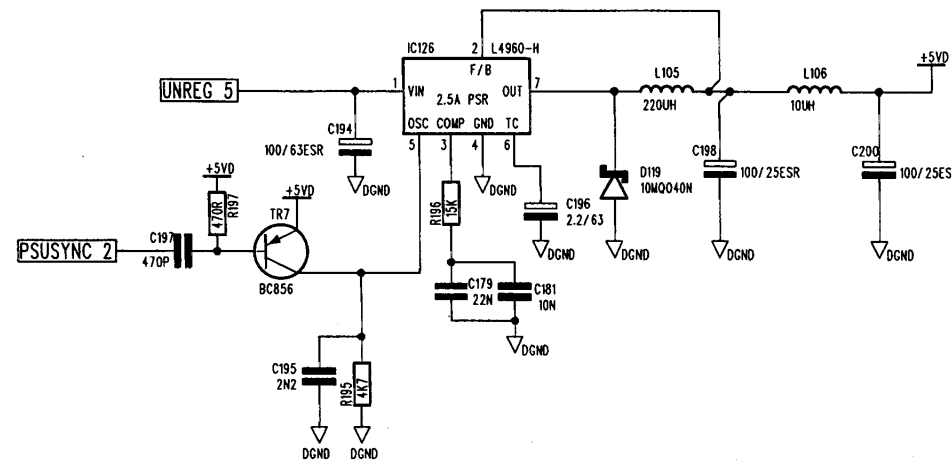 IC126
2
L4960-H
F/B
UNREG 5
1
VIN
OUT
7
2.5A PSR
OSC COMP GND TC
5
3
4
6
L105
220UH
L106
10UH
+5VD
C194
100/63ESR
DGND
C198
100/25ESR
DGND
C200
100/25ES
DGND
D119
10MQ040N
DGND
C196
2.2/63
DGND
DGND
R196
15K
C179
22N
C181
10N
DGND
+5VD
470R
R197
+5VD
TR7
BC856
PSUSYNC 2
C197
470P
C195
2N2
R195
4K7
DGND
DGND